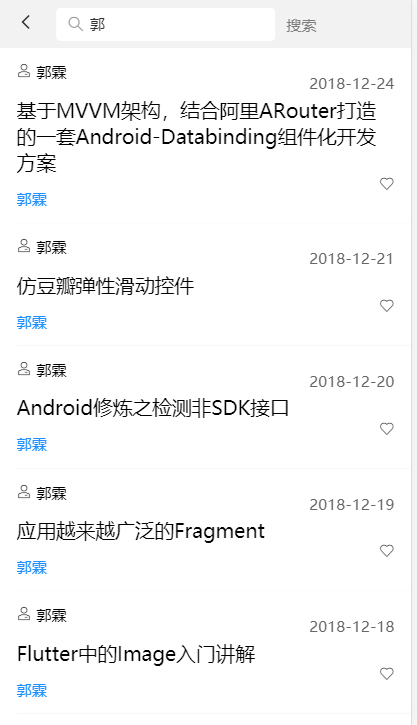 郭 搜索
郭霖
2018-12-24
基于MVVM架构，结合阿里ARouter打造
的一套Android-Databinding组件化开发
方案
郭霖
郭霖
2018-12-21
仿豆瓣弹性滑动控件
郭霖
郭霖
2018-12-20
Android修炼之检测非SDK接口
郭霖
郭霖
2018-12-19
应用越来越广泛的Fragment
郭霖
郭霖
2018-12-18
Flutter中的Image入门讲解
郭霖